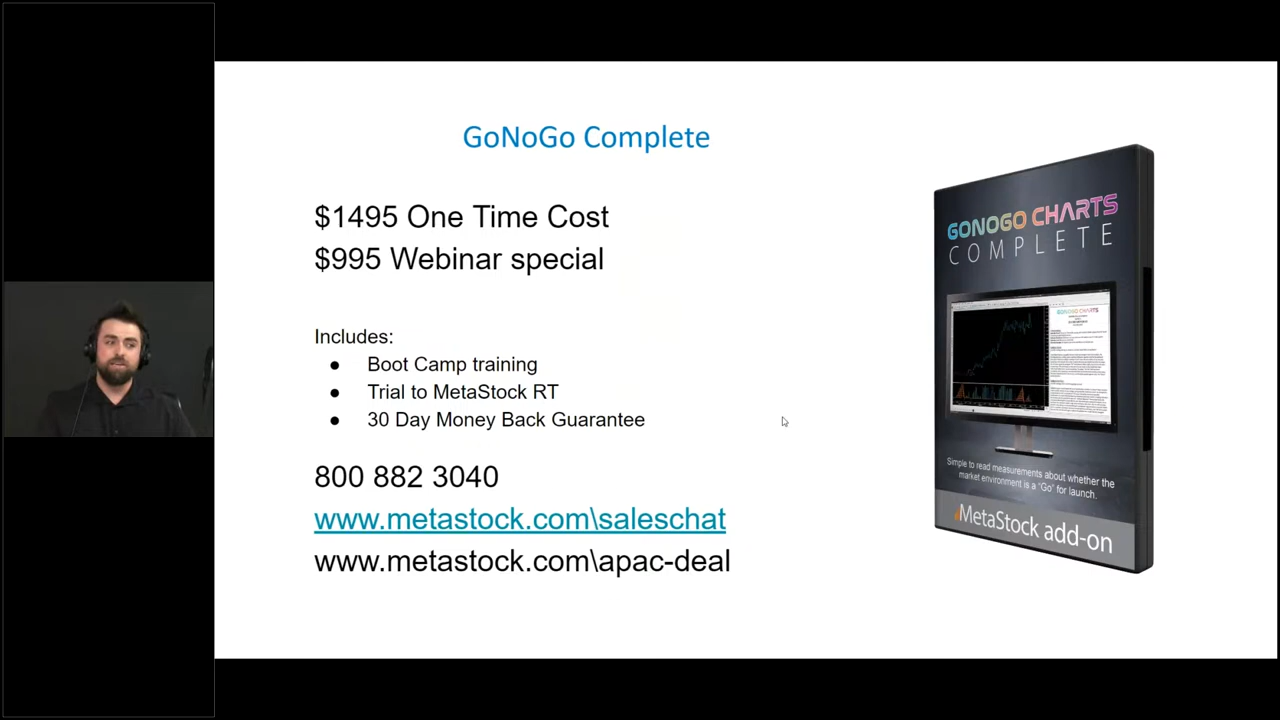 GoNoGo Complete
$1495 One Time Cost
$995 Webinar special
Includes:
● Boot Camp training
● Trial to MetaStock RT
● 30 Day Money Back Guarantee
800 882 3040
www.metastock.com\saleschat
www.metastock.com\apac-deal
GONOGO CHARTS
COMPLETE
GONOGO CHARTS
Simple to read measurements about whether the
market environment is a "Go" for launch.
MetaStock add-on